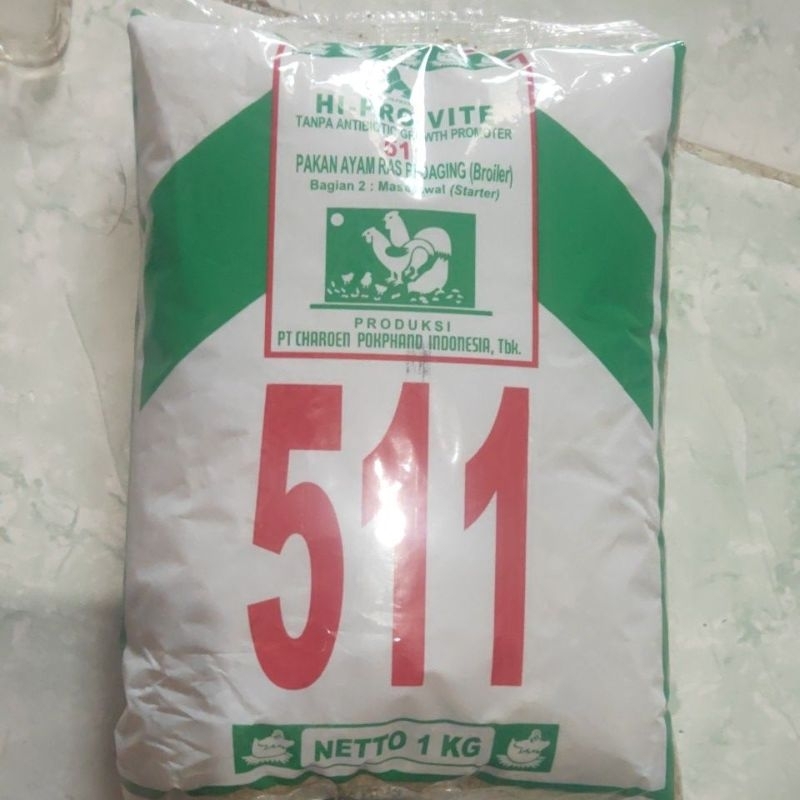 HI-PRO-VITE
TANPA ANTIBIOTIC GROWTH PROMOTER
511
PAKAN AYAM RAS PEDAGING (Broiler)
Bagian 2 : Masa Awal (Starter)
PRODUKSI
PT CHAROEN POKPHAND INDONESIA, Tbk.
511
NETTO 1 KG